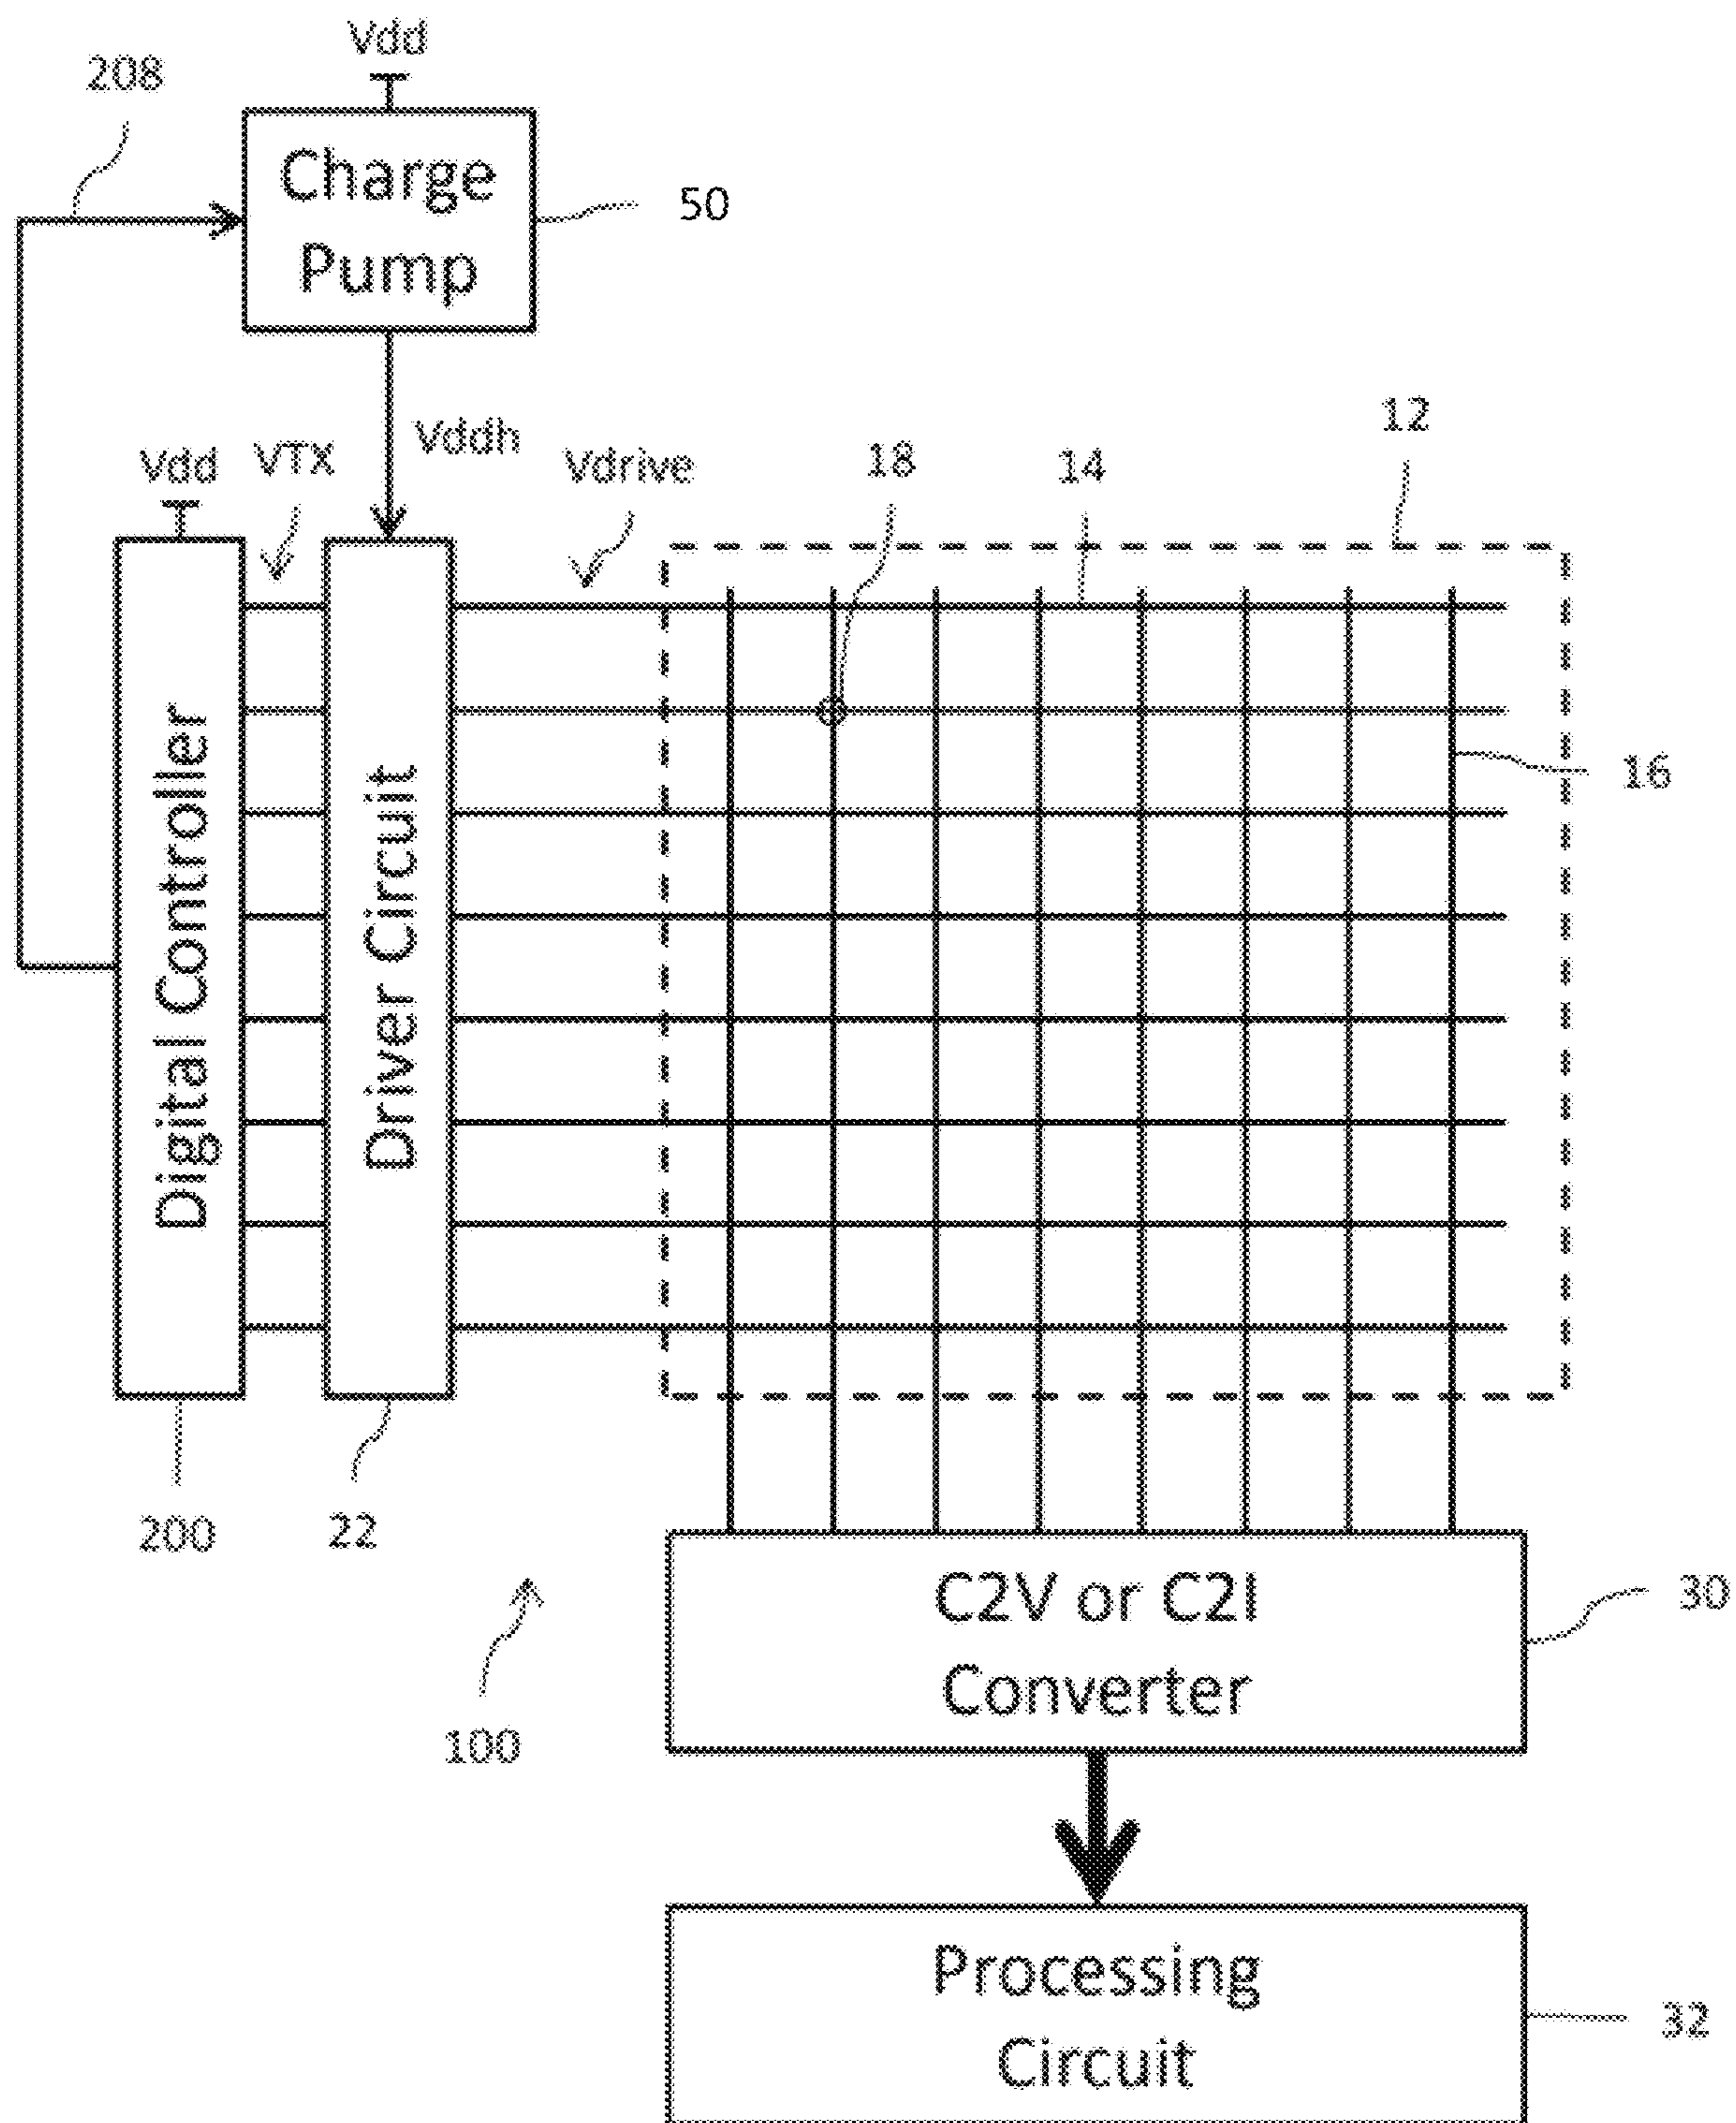 Vdd
208
Charge
Pump
50
Vddh
12
Vdd
VTX
Vdrive
18
14
16
Digital Controller
Driver Circuit
200
22
C2V or C2I
Converter
30
100
Processing
Circuit
32